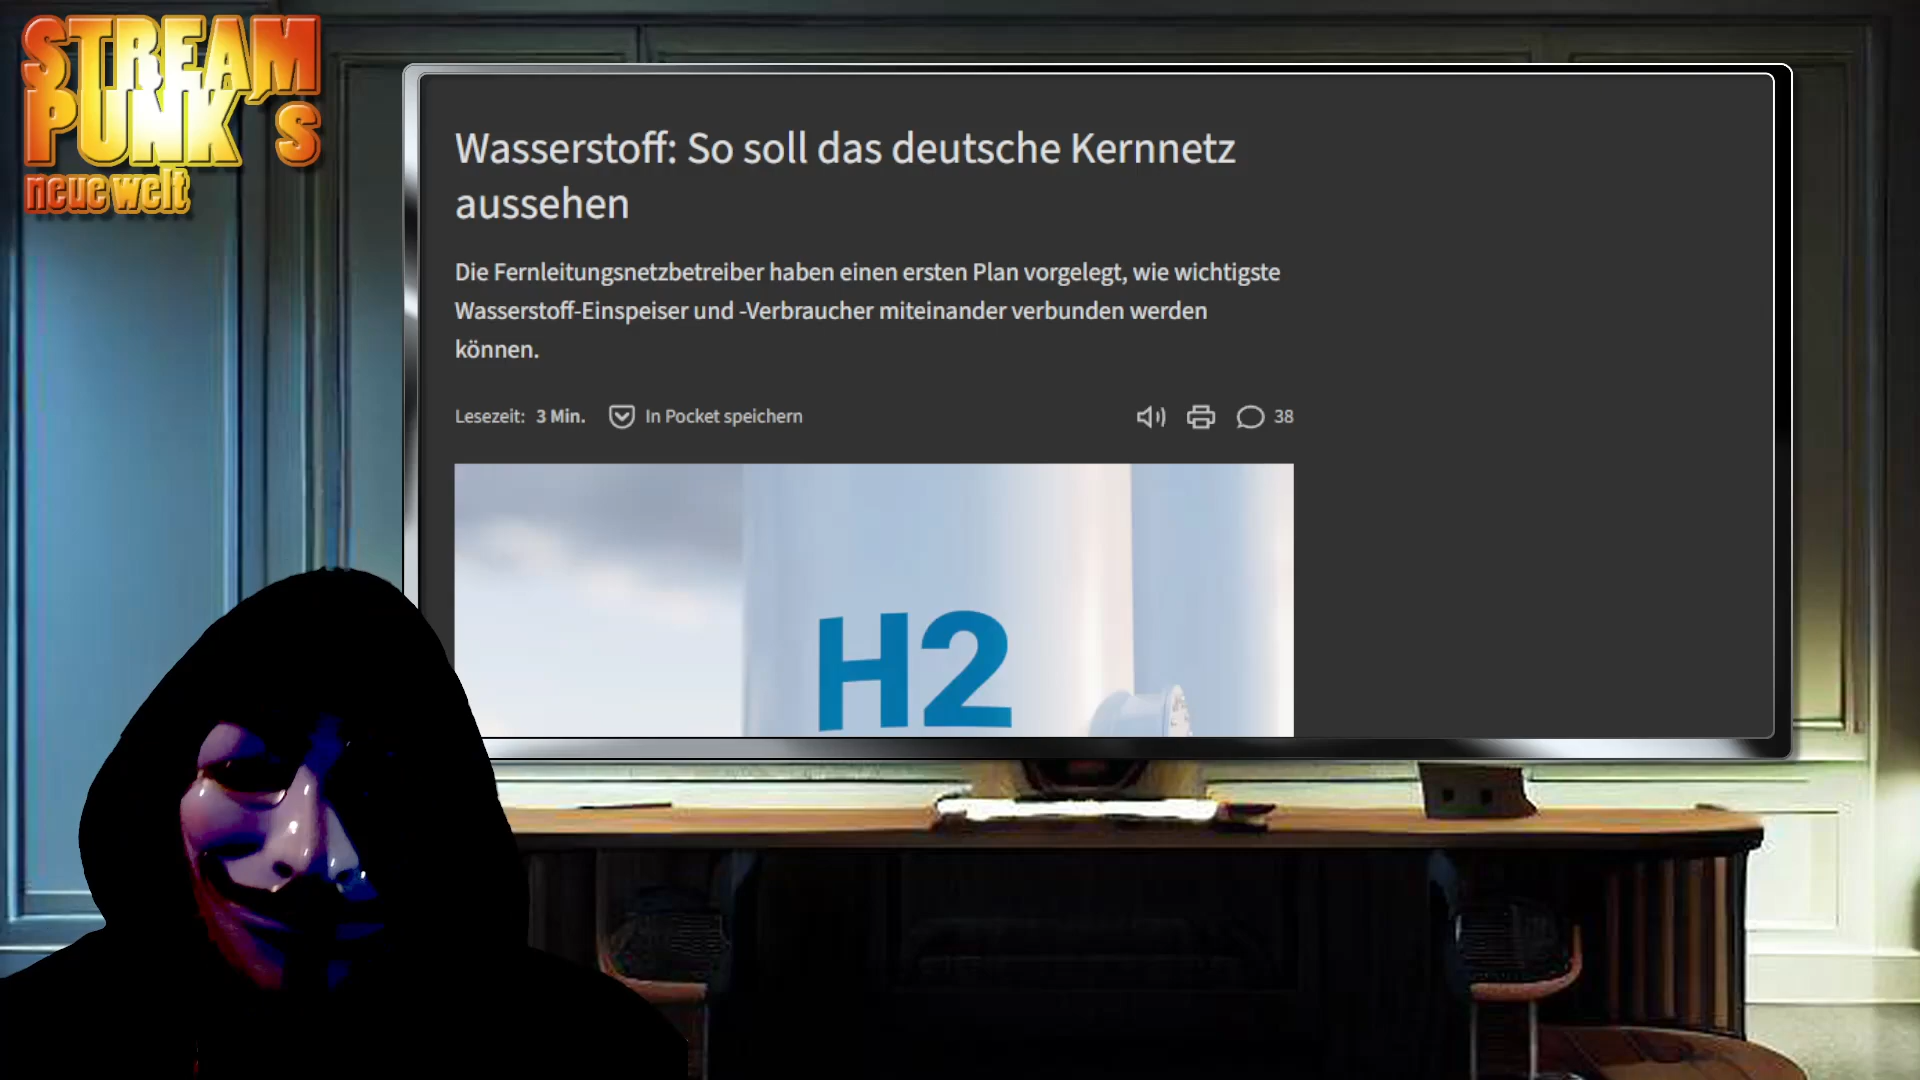 STREAM
PUNK´S
neue welt
Wasserstoff: So soll das deutsche Kernnetz
aussehen
Die Fernleitungsnetzbetreiber haben einen ersten Plan vorgelegt, wie wichtigste
Wasserstoff-Einspeiser und -Verbraucher miteinander verbunden werden
können.
Lesezeit: 3 Min. In Pocket speichern 38
H2